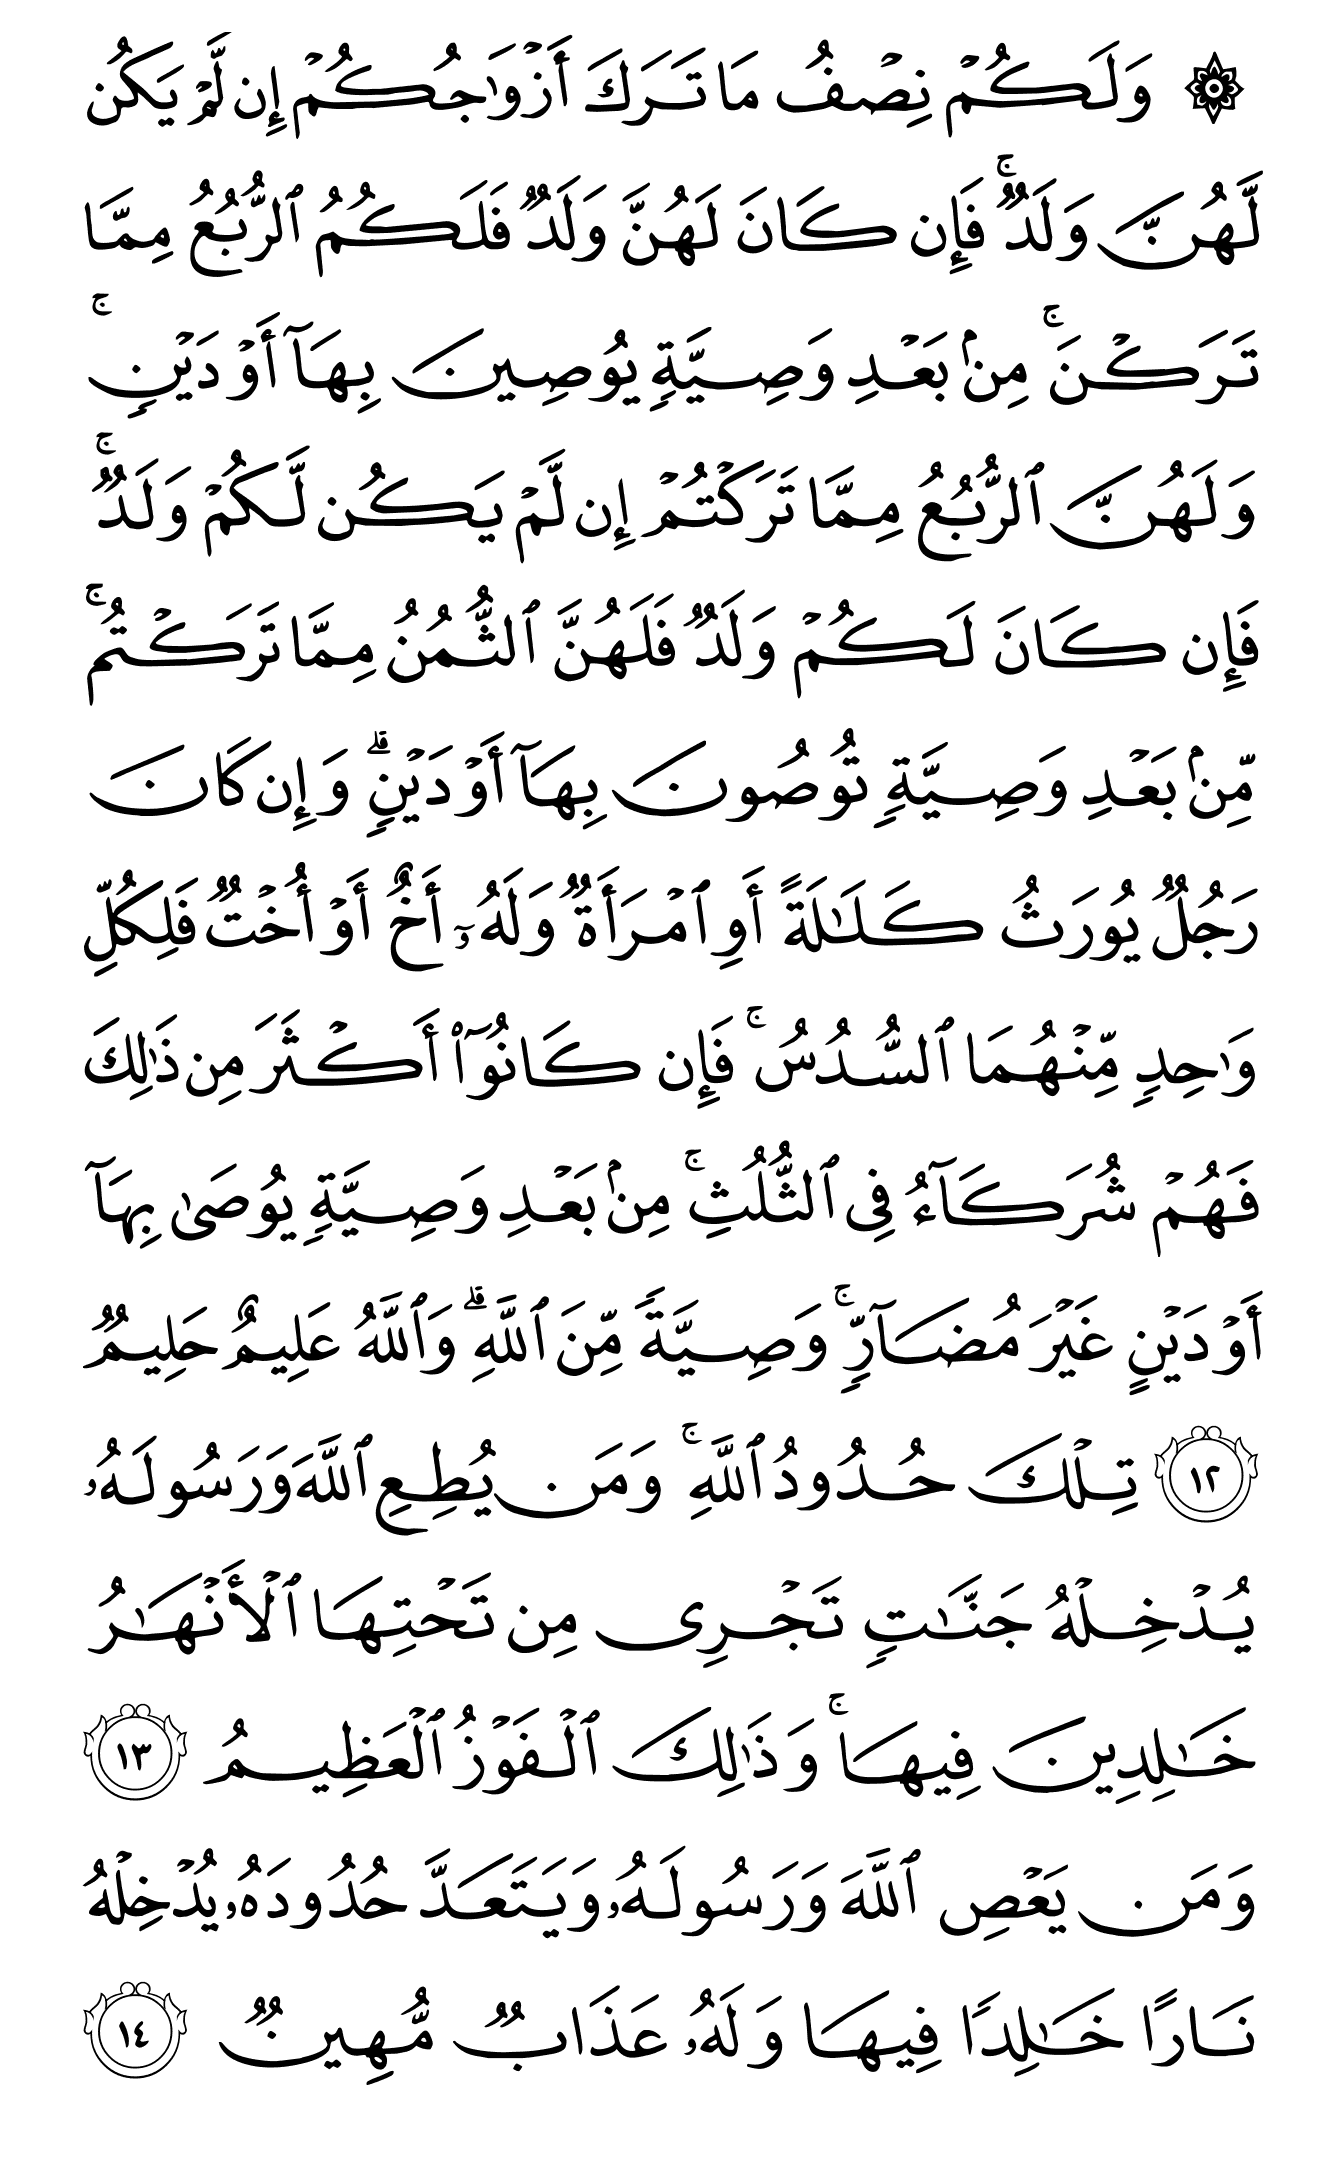 ۞ وَلَكُمْ نِصْفُ مَا تَرَكَ أَزْوَٰجُكُمْ إِن لَّمْ يَكُن
لَّهُنَّ وَلَدٌ ۚ فَإِن كَانَ لَهُنَّ وَلَدٌ فَلَكُمُ ٱلرُّبُعُ مِمَّا
تَرَكْنَ ۚ مِنۢ بَعْدِ وَصِيَّةٍ يُوصِينَ بِهَآ أَوْ دَيْنٍ ۚ
وَلَهُنَّ ٱلرُّبُعُ مِمَّا تَرَكْتُمْ إِن لَّمْ يَكُن لَّكُمْ وَلَدٌ ۚ
فَإِن كَانَ لَكُمْ وَلَدٌ فَلَهُنَّ ٱلثُّمُنُ مِمَّا تَرَكْتُم ۚ
مِّنۢ بَعْدِ وَصِيَّةٍ تُوصُونَ بِهَآ أَوْ دَيْنٍ ۗ وَإِن كَانَ
رَجُلٌ يُورَثُ كَلَٰلَةً أَوِ ٱمْرَأَةٌ وَلَهُۥٓ أَخٌ أَوْ أُخْتٌ فَلِكُلِّ
وَٰحِدٍ مِّنْهُمَا ٱلسُّدُسُ ۚ فَإِن كَانُوٓا۟ أَكْثَرَ مِن ذَٰلِكَ
فَهُمْ شُرَكَآءُ فِى ٱلثُّلُثِ ۚ مِنۢ بَعْدِ وَصِيَّةٍ يُوصَىٰ بِهَآ
أَوْ دَيْنٍ غَيْرَ مُضَآرٍّ ۚ وَصِيَّةً مِّنَ ٱللَّهِ ۗ وَٱللَّهُ عَلِيمٌ حَلِيمٌ
١٢ تِلْكَ حُدُودُ ٱللَّهِ ۚ وَمَن يُطِعِ ٱللَّهَ وَرَسُولَهُۥ
يُدْخِلْهُ جَنَّٰتٍ تَجْرِى مِن تَحْتِهَا ٱلْأَنْهَٰرُ
خَٰلِدِينَ فِيهَا ۚ وَذَٰلِكَ ٱلْفَوْزُ ٱلْعَظِيمُ ١٣
وَمَن يَعْصِ ٱللَّهَ وَرَسُولَهُۥ وَيَتَعَدَّ حُدُودَهُۥ يُدْخِلْهُ
نَارًا خَٰلِدًا فِيهَا وَلَهُۥ عَذَابٌ مُّهِينٌ ١٤